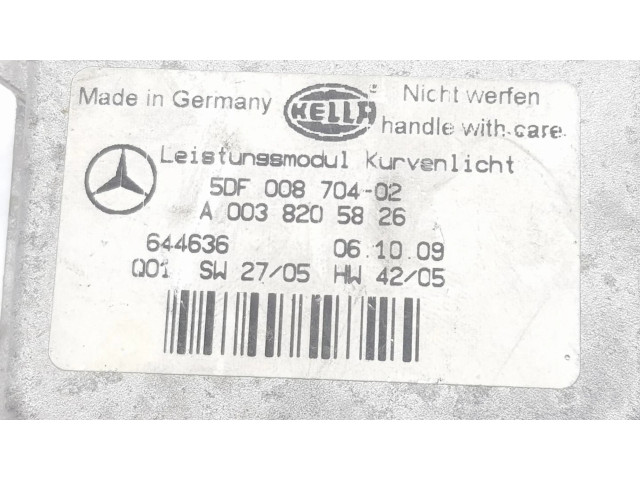 Made in Germany HELLA Nicht werfen
handle with care
Leistungsmodul Kurvenlicht
5DF 008 704-02
A 003 820 58 26
644636 06.10.09
Q01 SW 27/05 HW 42/05